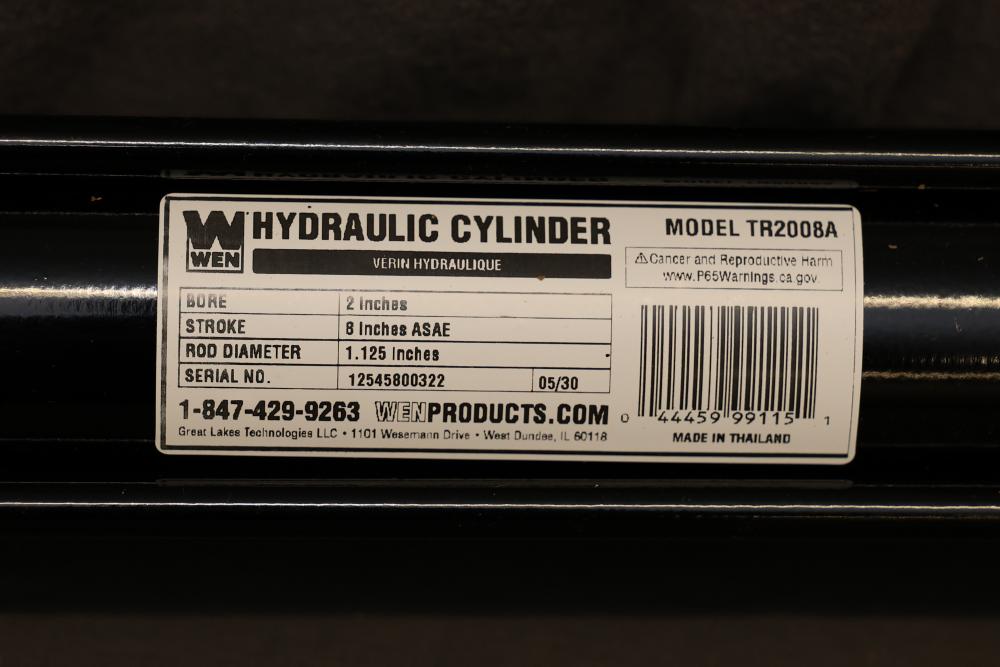 W
WEN
HYDRAULIC CYLINDER
VÉRIN HYDRAULIQUE
MODEL TR2008A
⚠Cancer and Reproductive Harm
www.P65Warnings.ca.gov
BORE 2 inches
STROKE 8 inches ASAE
ROD DIAMETER 1.125 inches
SERIAL NO. 12545800322 05/30
1-847-429-9263 WENPRODUCTS.COM
Great Lakes Technologies LLC • 1101 Wesemann Drive • West Dundee, IL 60118
0 44459 99115 1
MADE IN THAILAND